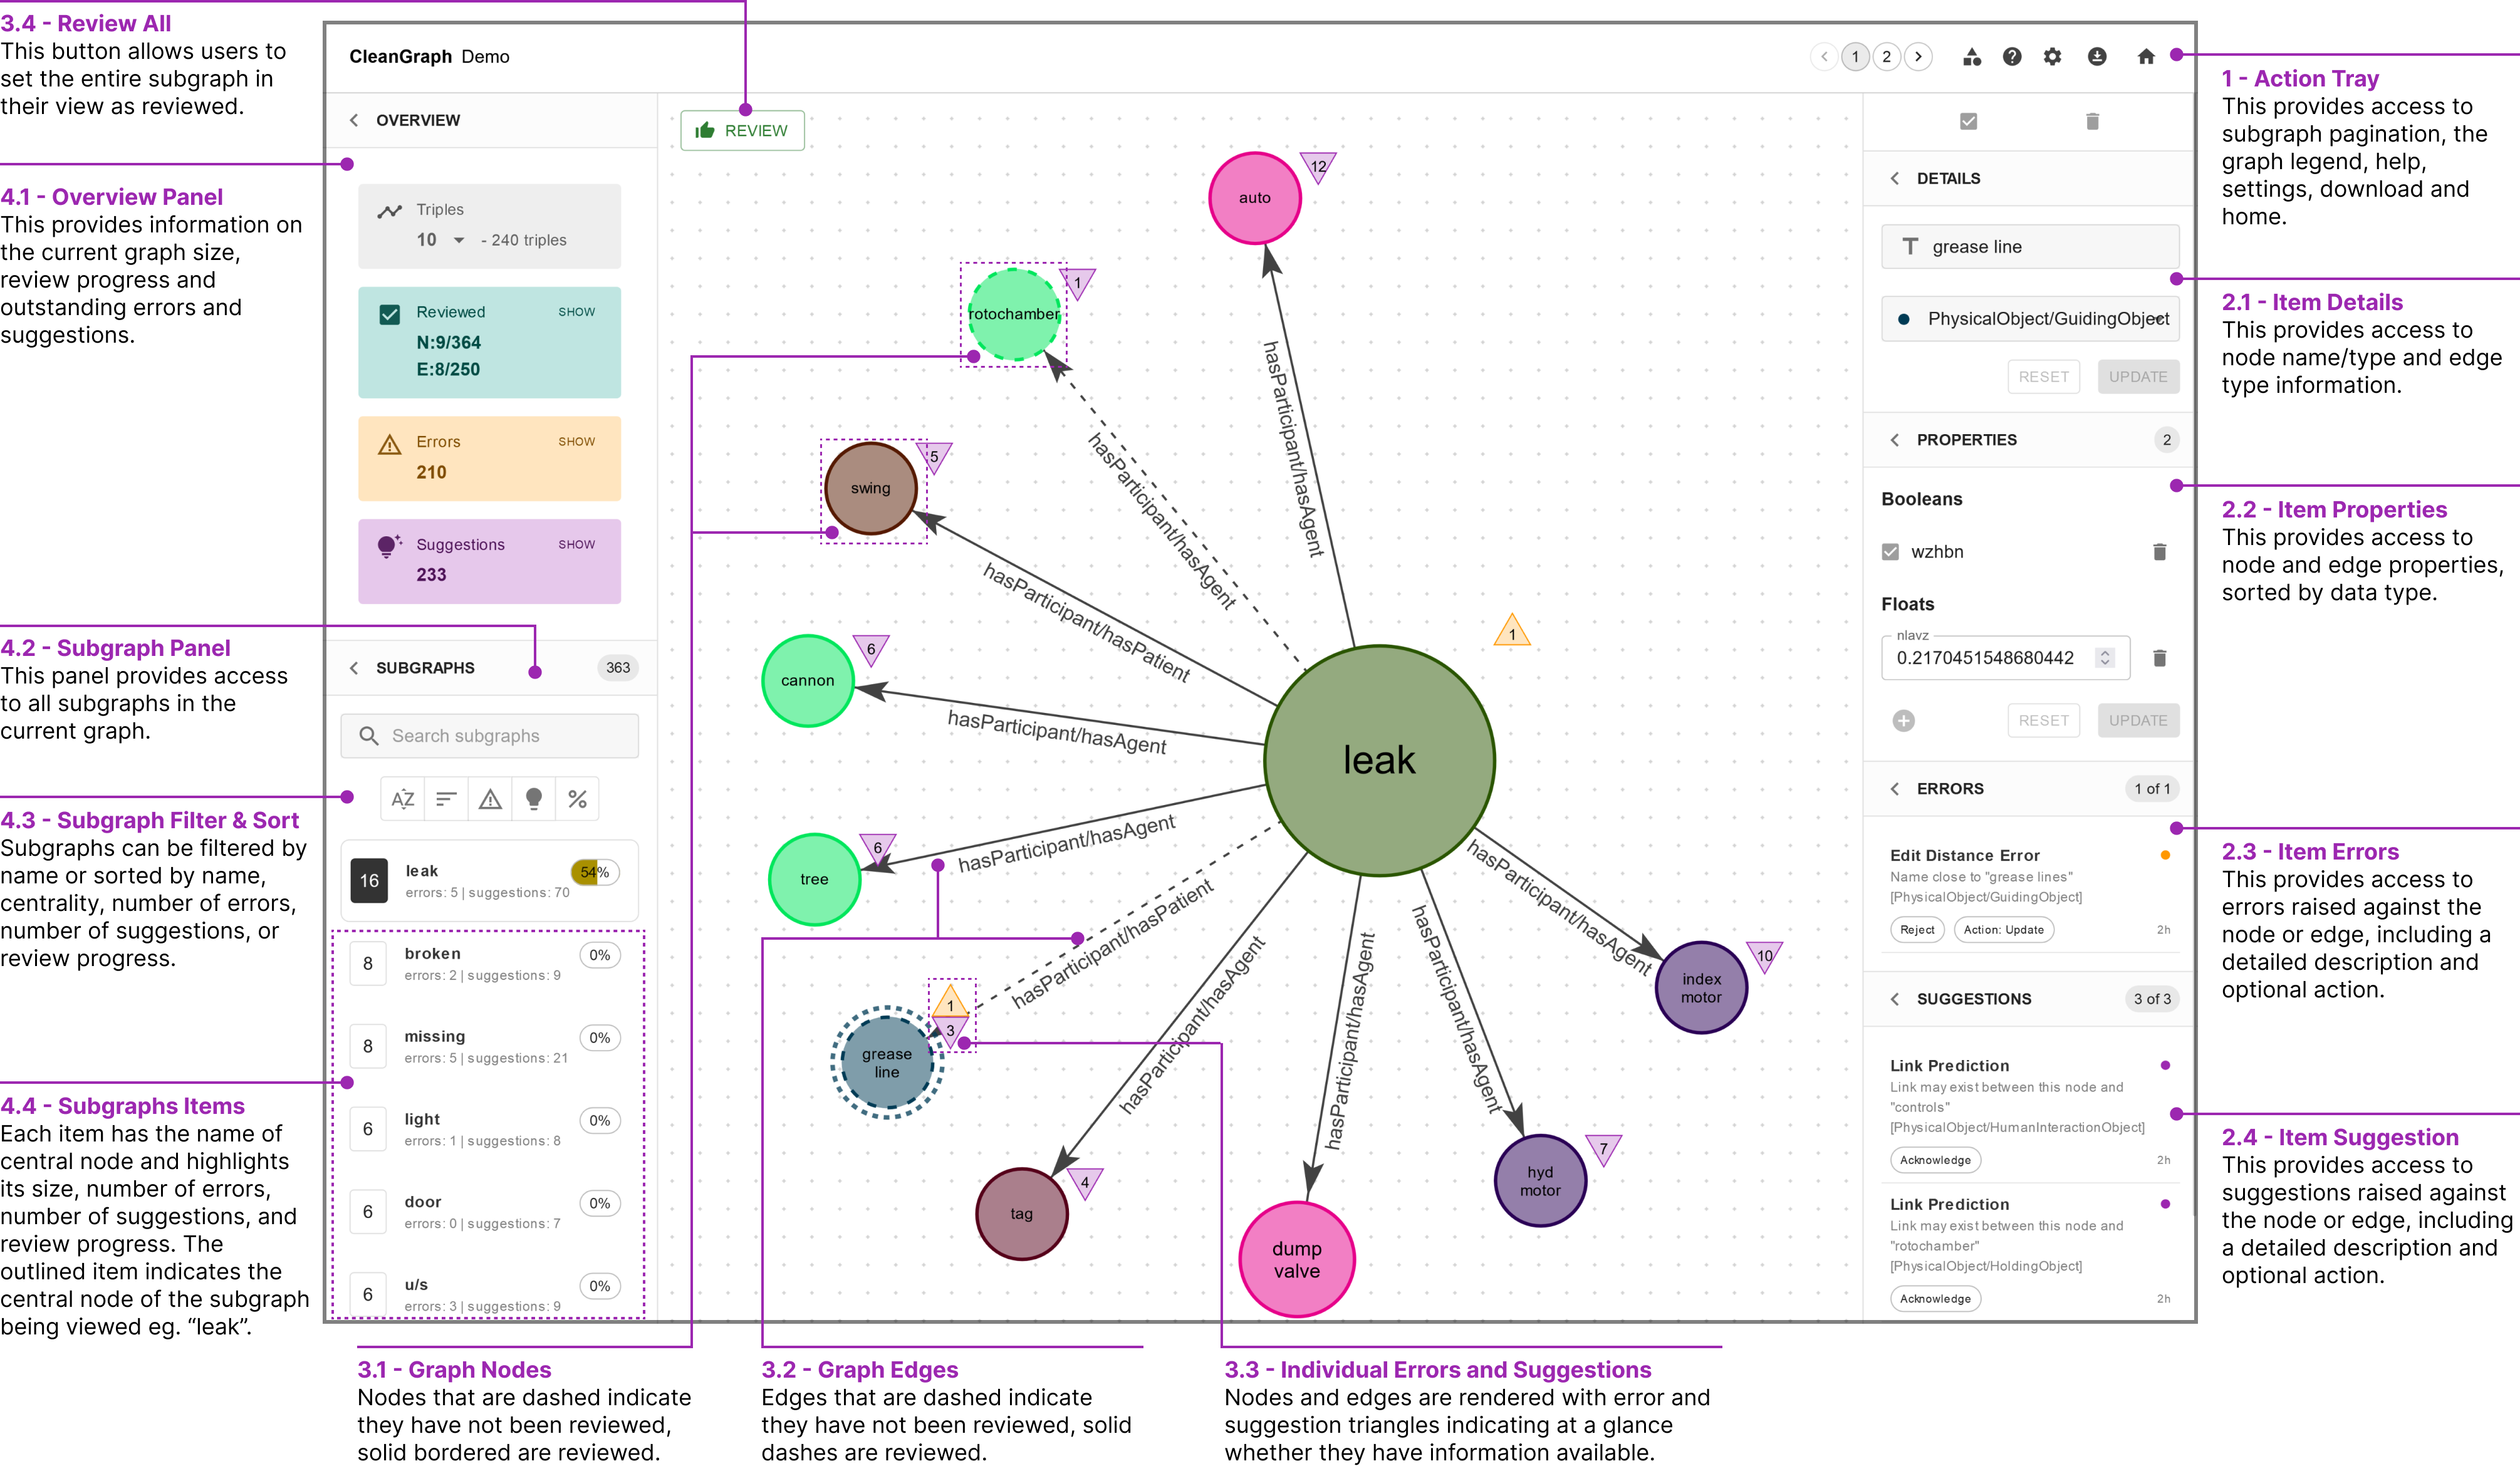 3.4 - Review All
This button allows users to
set the entire subgraph in
their view as reviewed.
4.1 - Overview Panel
This provides information on
the current graph size,
review progress and
outstanding errors and
suggestions.
4.2 - Subgraph Panel
This panel provides access
to all subgraphs in the
current graph.
4.3 - Subgraph Filter & Sort
Subgraphs can be filtered by
name or sorted by name,
centrality, number of errors,
number of suggestions, or
review progress.
4.4 - Subgraphs Items
Each item has the name of
central node and highlights
its size, number of errors,
number of suggestions, and
review progress. The
outlined item indicates the
central node of the subgraph
being viewed eg. “leak”.
CleanGraph Demo
1 2
OVERVIEW
Triples
10 - 240 triples
Reviewed SHOW
N:9/364
E:8/250
Errors SHOW
210
Suggestions SHOW
233
SUBGRAPHS 363
Search subgraphs
AZ %
16 leak 54%
errors: 5 | suggestions: 70
8 broken 0%
errors: 2 | suggestions: 9
8 missing 0%
errors: 5 | suggestions: 21
6 light 0%
errors: 1 | suggestions: 8
6 door 0%
errors: 0 | suggestions: 7
6 u/s 0%
errors: 3 | suggestions: 9
REVIEW
auto
12
rotochamber
1
swing
5
cannon
6
tree
6
grease
line
1
3
tag
4
dump
valve
hyd
motor
7
index
motor
10
leak
1
hasParticipant/hasAgent
hasParticipant/hasAgent
hasParticipant/hasPatient
hasParticipant/hasAgent
hasParticipant/hasAgent
hasParticipant/hasPatient
hasParticipant/hasAgent
hasParticipant/hasAgent
hasParticipant/hasAgent
hasParticipant/hasAgent
DETAILS
grease line
PhysicalObject/GuidingObject
RESET UPDATE
PROPERTIES 2
Booleans
wzhbn
Floats
nlavz
0.2170451548680442
RESET UPDATE
ERRORS 1 of 1
Edit Distance Error
Name close to "grease lines"
[PhysicalObject/GuidingObject]
Reject Action: Update 2h
SUGGESTIONS 3 of 3
Link Prediction
Link may exist between this node and
"controls"
[PhysicalObject/HumanInteractionObject]
Acknowledge 2h
Link Prediction
Link may exist between this node and
"rotochamber"
[PhysicalObject/HoldingObject]
Acknowledge 2h
1 - Action Tray
This provides access to
subgraph pagination, the
graph legend, help,
settings, download and
home.
2.1 - Item Details
This provides access to
node name/type and edge
type information.
2.2 - Item Properties
This provides access to
node and edge properties,
sorted by data type.
2.3 - Item Errors
This provides access to
errors raised against the
node or edge, including a
detailed description and
optional action.
2.4 - Item Suggestion
This provides access to
suggestions raised against
the node or edge, including
a detailed description and
optional action.
3.1 - Graph Nodes
Nodes that are dashed indicate
they have not been reviewed,
solid bordered are reviewed.
3.2 - Graph Edges
Edges that are dashed indicate
they have not been reviewed, solid
dashes are reviewed.
3.3 - Individual Errors and Suggestions
Nodes and edges are rendered with error and
suggestion triangles indicating at a glance
whether they have information available.